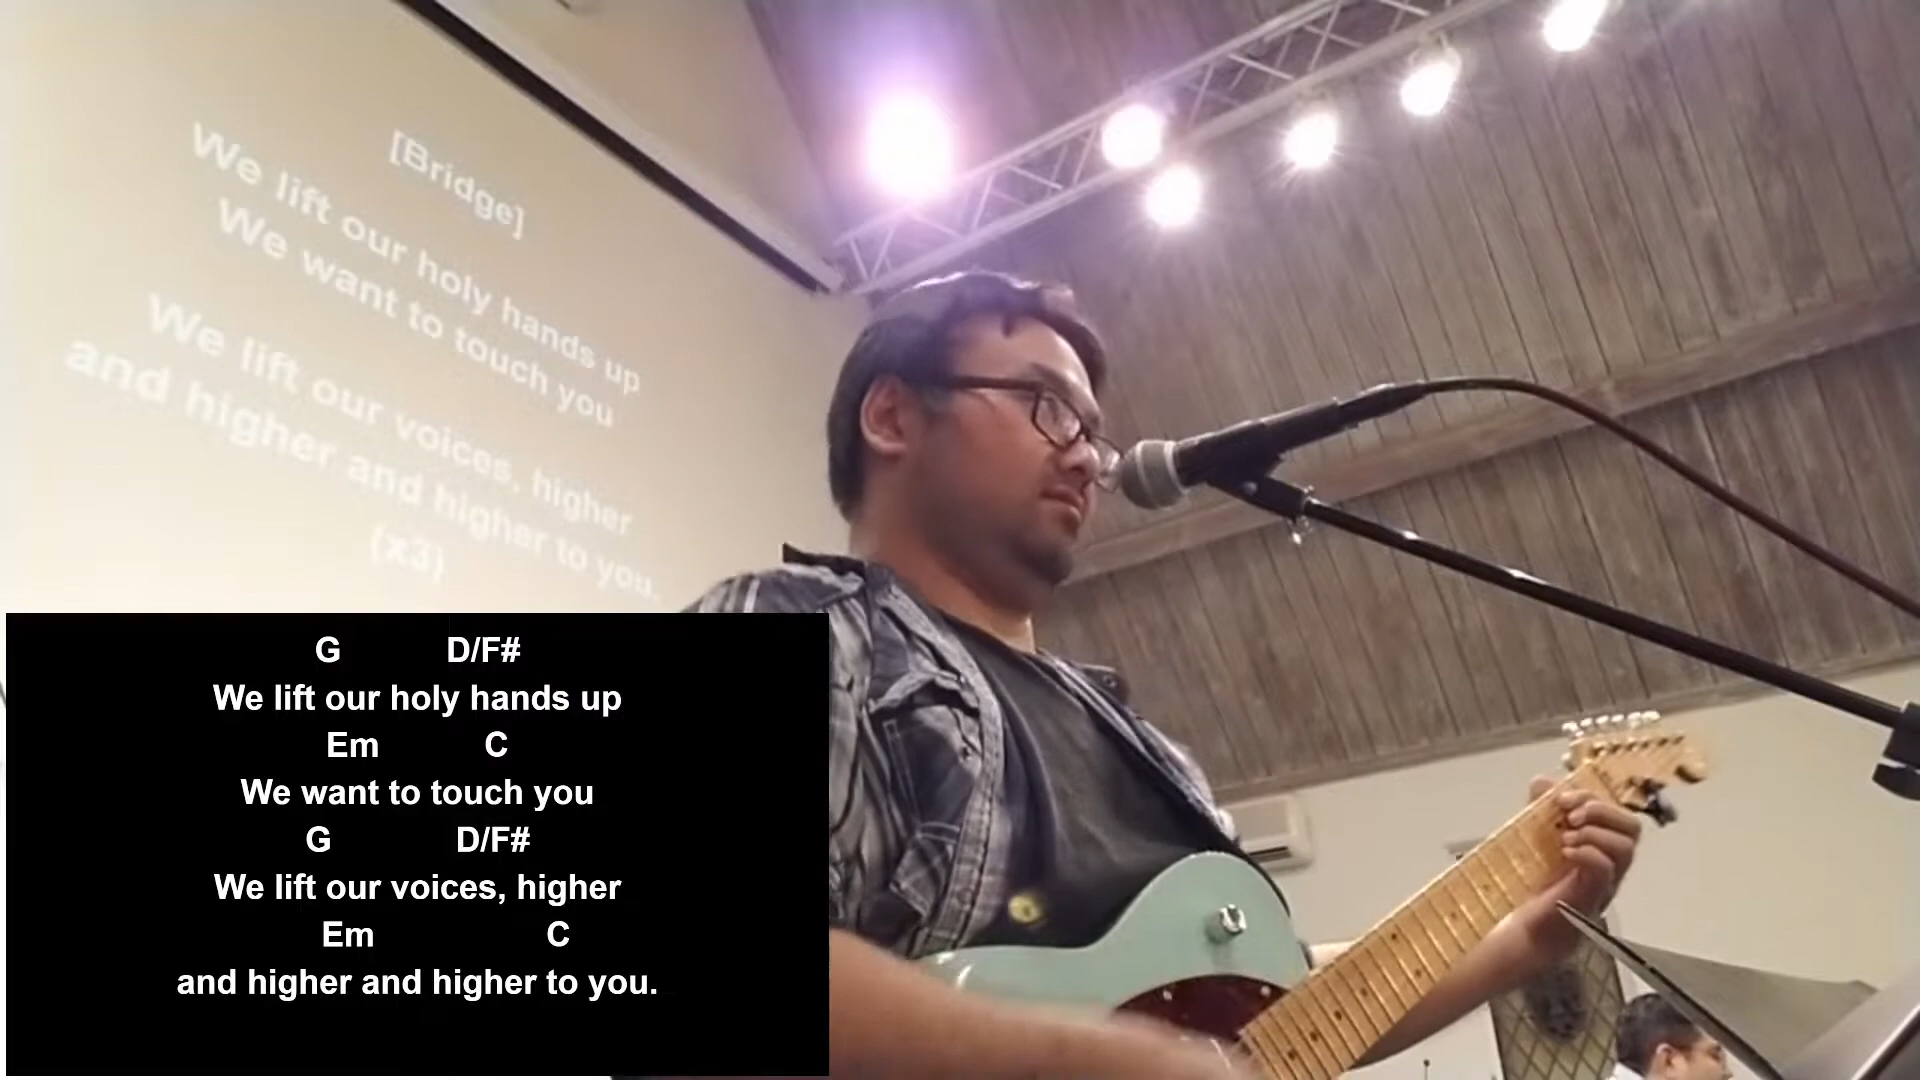 [Bridge]
We lift our holy hands up
We want to touch you
We lift our voices, higher
and higher and higher to you.
(x3)
G D/F#
We lift our holy hands up
Em C
We want to touch you
G D/F#
We lift our voices, higher
Em C
and higher and higher to you.